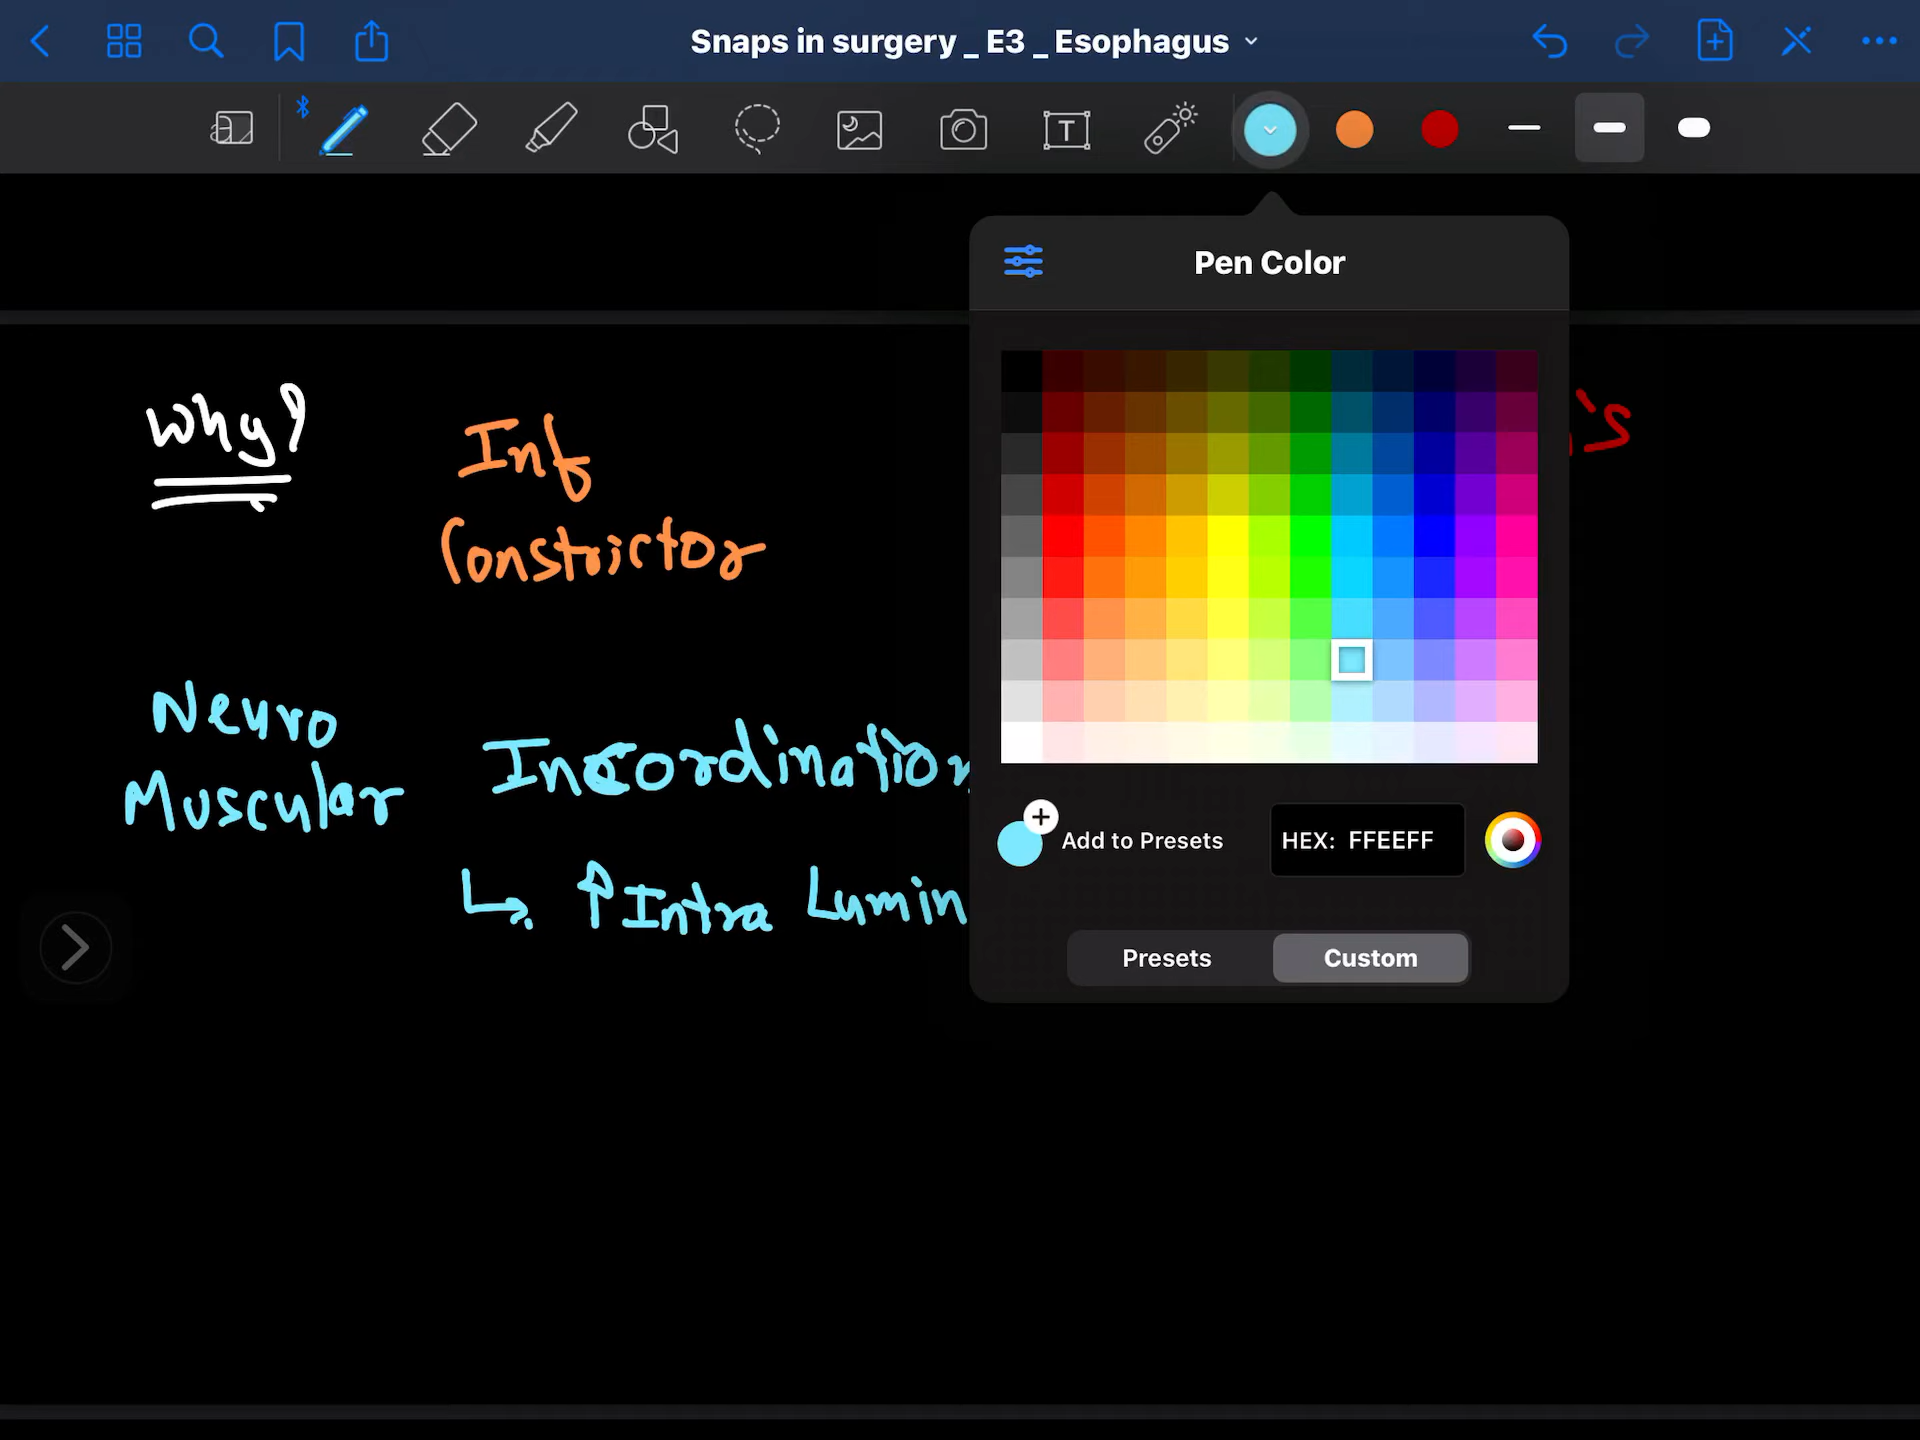 Snaps in surgery _ E3 _ Esophagus
T
Pen Color
Why?
Inf
Constrictor
's
Neuro
Muscular
Incordination
↳ ↑ Intra Lumin
Add to Presets
HEX: FFEEFF
Presets
Custom